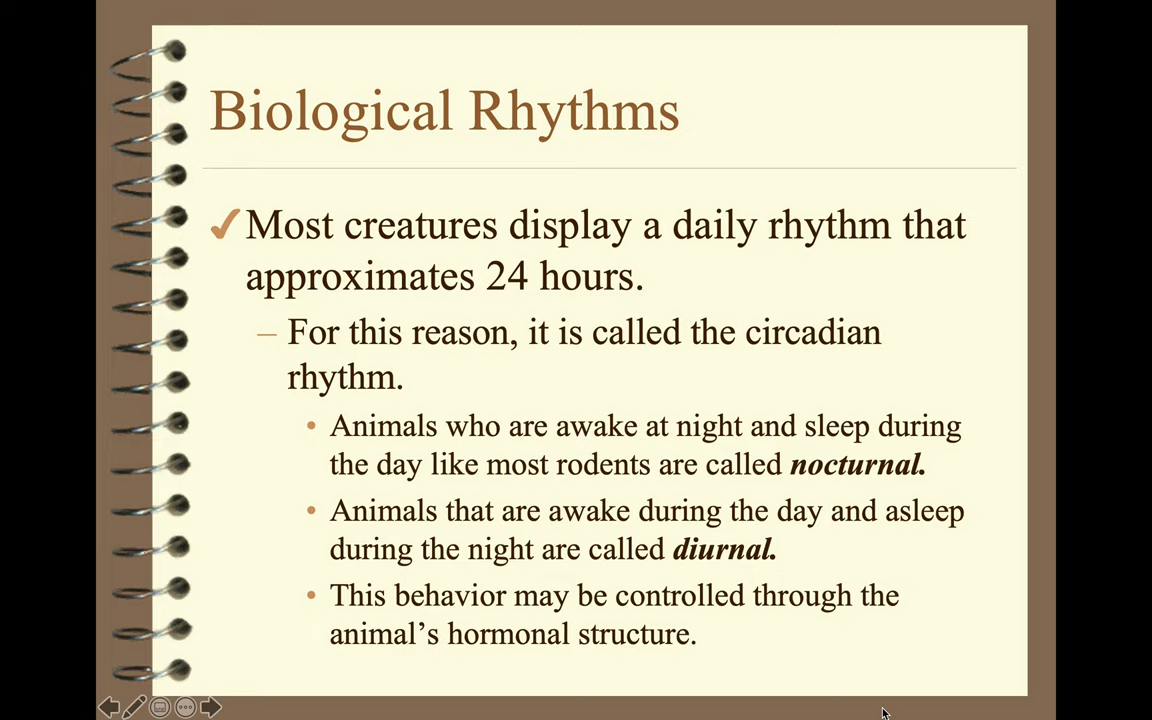 Biological Rhythms
✓Most creatures display a daily rhythm that
approximates 24 hours.
– For this reason, it is called the circadian
rhythm.
• Animals who are awake at night and sleep during
the day like most rodents are called nocturnal.
• Animals that are awake during the day and asleep
during the night are called diurnal.
• This behavior may be controlled through the
animal’s hormonal structure.